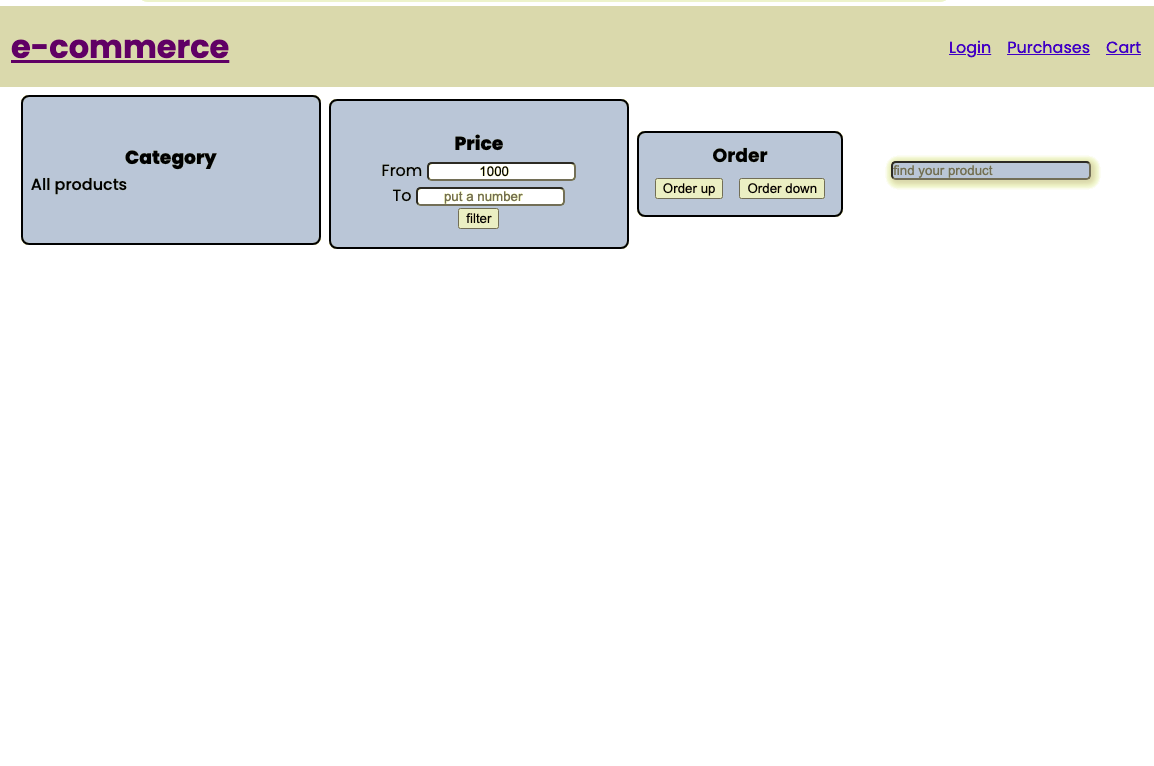 e-commerce
Login Purchases Cart
Category
All products
Price
From 1000
To put a number
filter
Order
Order up Order down
find your product